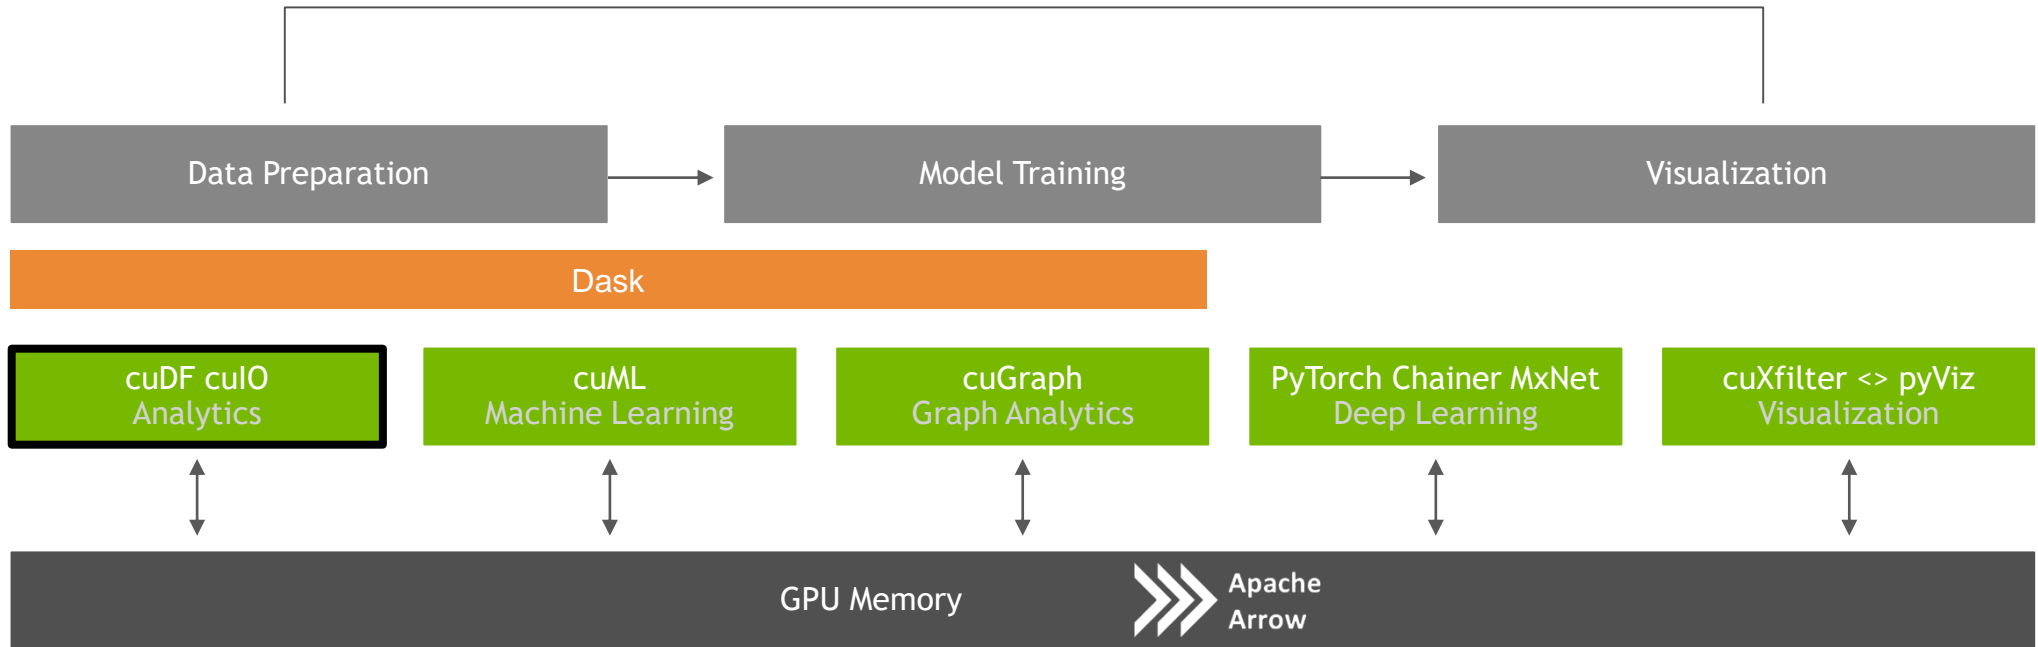 Data Preparation
Model Training
Visualization
Dask
cuDF cuIO
Analytics
cuML
Machine Learning
cuGraph
Graph Analytics
PyTorch Chainer MxNet
Deep Learning
cuXfilter <> pyViz
Visualization
GPU Memory
Apache
Arrow